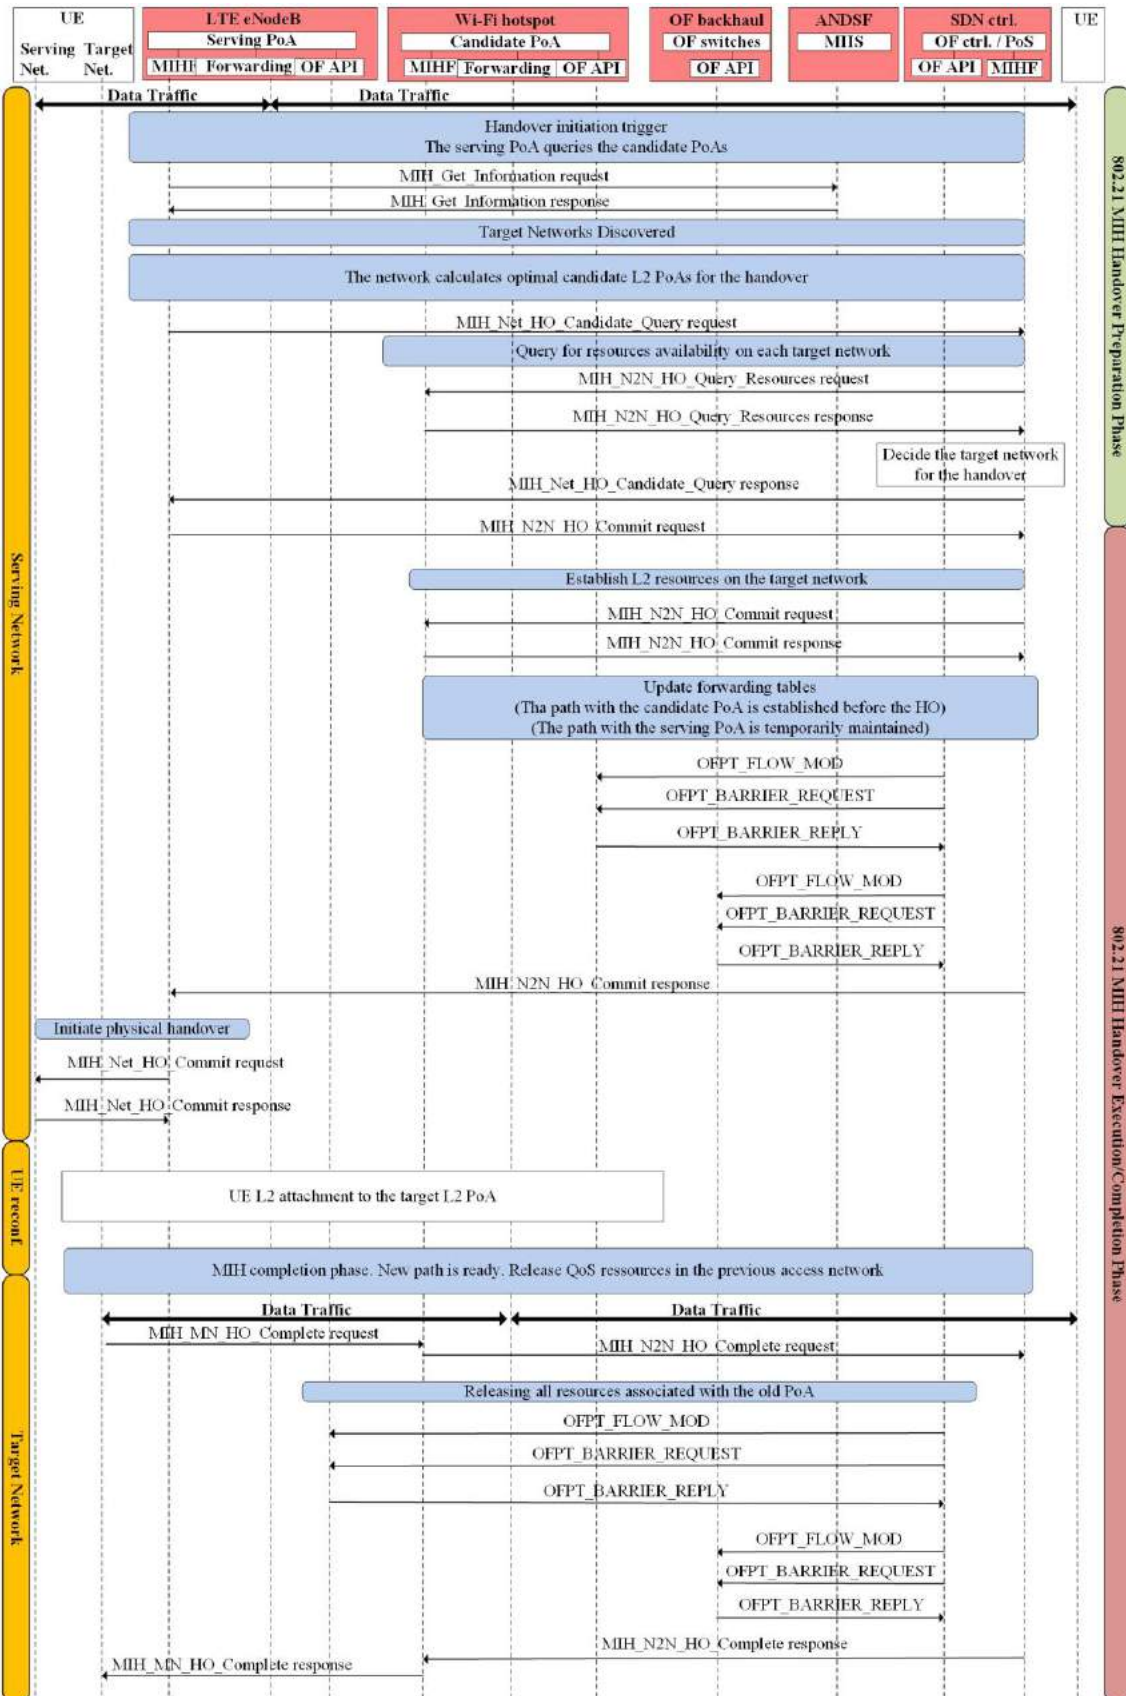 UE
LTE eNodeB
Wi-Fi hotspot
OF backhaul
ANDSF
SDN ctrl.
UE
Serving PoA
Candidate PoA
OF switches
MIIS
OF ctrl. / PoS
Serving Target
Net. Net.
MIHF Forwarding OF API
MIHF Forwarding OF API
OF API
OF API MIHF
Data Traffic
Data Traffic
Handover initiation trigger
The serving PoA queries the candidate PoAs
MIH_Get_Information request
MIH_Get_Information response
Target Networks Discovered
The network calculates optimal candidate L2 PoAs for the handover
MIH_Net_HO_Candidate_Query request
Query for resources availability on each target network
MIH_N2N_HO_Query_Resources request
MIH_N2N_HO_Query_Resources response
Decide the target network
for the handover
MIH_Net_HO_Candidate_Query response
MIH_N2N_HO_Commit request
Establish L2 resources on the target network
MIH_N2N_HO_Commit request
MIH_N2N_HO_Commit response
Update forwarding tables
(Tha path with the candidate PoA is established before the HO)
(The path with the serving PoA is temporarily maintained)
OFPT_FLOW_MOD
OFPT_BARRIER_REQUEST
OFPT_BARRIER_REPLY
OFPT_FLOW_MOD
OFPT_BARRIER_REQUEST
OFPT_BARRIER_REPLY
MIH_N2N_HO_Commit response
Initiate physical handover
MIH_Net_HO_Commit request
MIH_Net_HO_Commit response
UE L2 attachment to the target L2 PoA
MIH completion phase. New path is ready. Release QoS ressources in the previous access network
Data Traffic
Data Traffic
MIH_MN_HO_Complete request
MIH_N2N_HO_Complete request
Releasing all resources associated with the old PoA
OFPT_FLOW_MOD
OFPT_BARRIER_REQUEST
OFPT_BARRIER_REPLY
OFPT_FLOW_MOD
OFPT_BARRIER_REQUEST
OFPT_BARRIER_REPLY
MIH_N2N_HO_Complete response
MIH_MN_HO_Complete response
Serving Network
UE reconf.
Target Network
802.21 MIH Handover Preparation Phase
802.21 MIH Handover Execution/Completion Phase